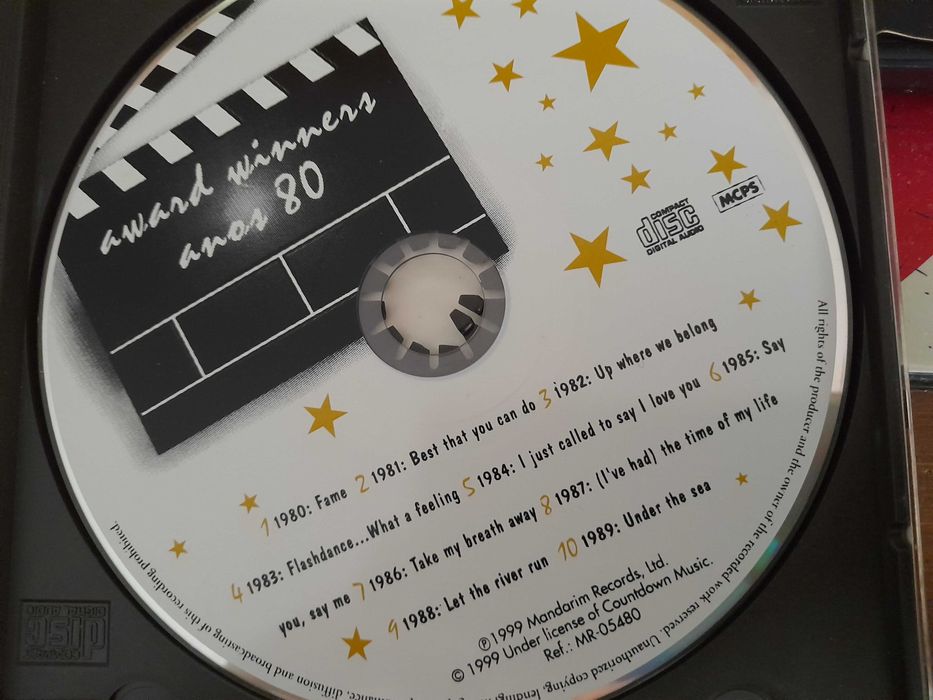 award winners
anos 80
COMPACT
disc
DIGITAL AUDIO
MCPS
1 1980: Fame 2 1981: Best that you can do 3 1982: Up where we belong
4 1983: Flashdance...What a feeling 5 1984: I just called to say I love you 6 1985: Say
you, say me 7 1986: Take my breath away 8 1987: (I've had) the time of my life
9 1988: Let the river run 10 1989: Under the sea
℗1999 Mandarim Records, Ltd.
© 1999 Under license of Countdown Music.
Ref.: MR-05480
All rights of the producer and the owner of the recorded work reserved. Unauthorized copying, lending, diffusion and broadcasting of this recording prohibited.
COMPACT
disc
DIGITAL AUDIO